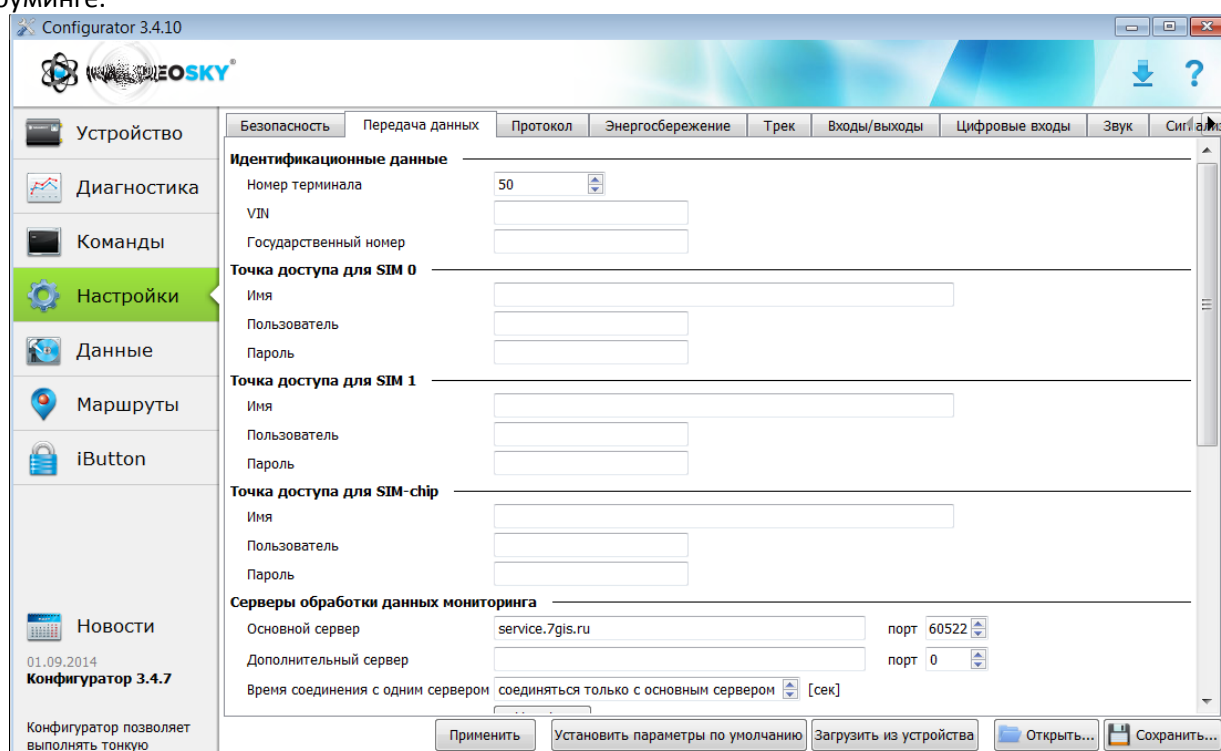 Configurator 3.4.10
EOSKY®
?
Устройство
Диагностика
Команды
Настройки
Данные
Маршруты
iButton
Новости
01.09.2014
Конфигуратор 3.4.7
Конфигуратор позволяет
выполнять тонкую
Безопасность Передача данных Протокол Энергосбережение Трек Входы/выходы Цифровые входы Звук
Идентификационные данные
Номер терминала 50
VIN
Государственный номер
Точка доступа для SIM 0
Имя
Пользователь
Пароль
Точка доступа для SIM 1
Имя
Пользователь
Пароль
Точка доступа для SIM-chip
Имя
Пользователь
Пароль
Серверы обработки данных мониторинга
Основной сервер service.7gis.ru порт 60522
Дополнительный сервер порт 0
Время соединения с одним сервером соединяться только с основным сервером [сек]
Применить Установить параметры по умолчанию Загрузить из устройства Открыть... Сохранить...